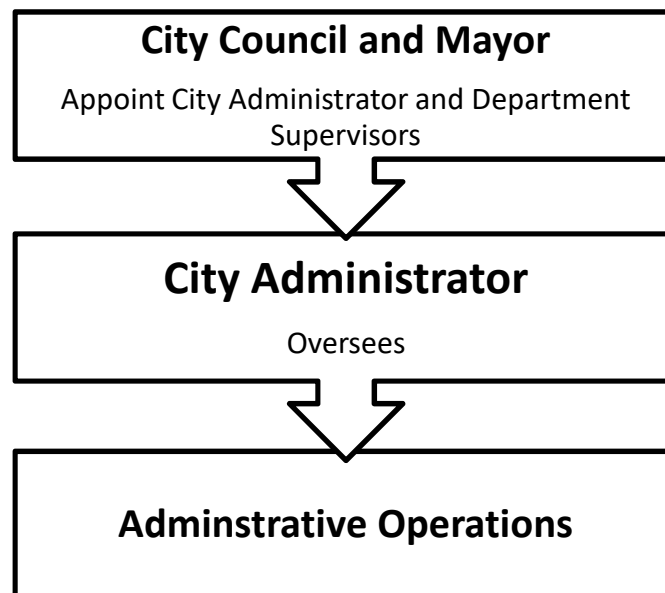 City Council and Mayor
Appoint City Administrator and Department
Supervisors
City Administrator
Oversees
Adminstrative Operations